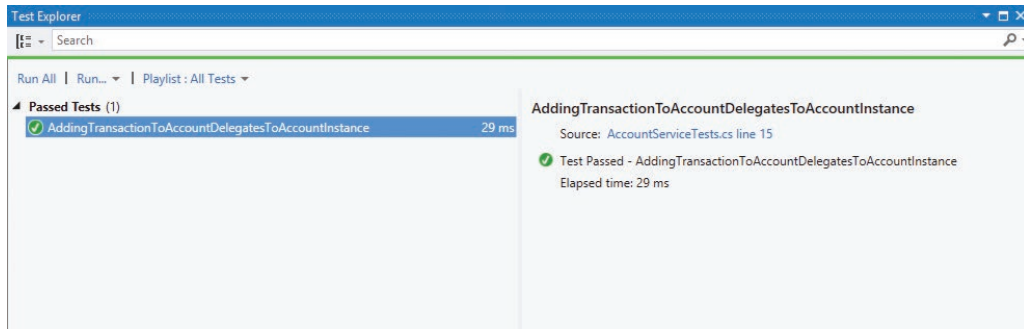 Test Explorer
Search
Run All | Run... | Playlist : All Tests
Passed Tests (1)
AddingTransactionToAccountDelegatesToAccountInstance 29 ms
AddingTransactionToAccountDelegatesToAccountInstance
Source: AccountServiceTests.cs line 15
Test Passed - AddingTransactionToAccountDelegatesToAccountInstance
Elapsed time: 29 ms